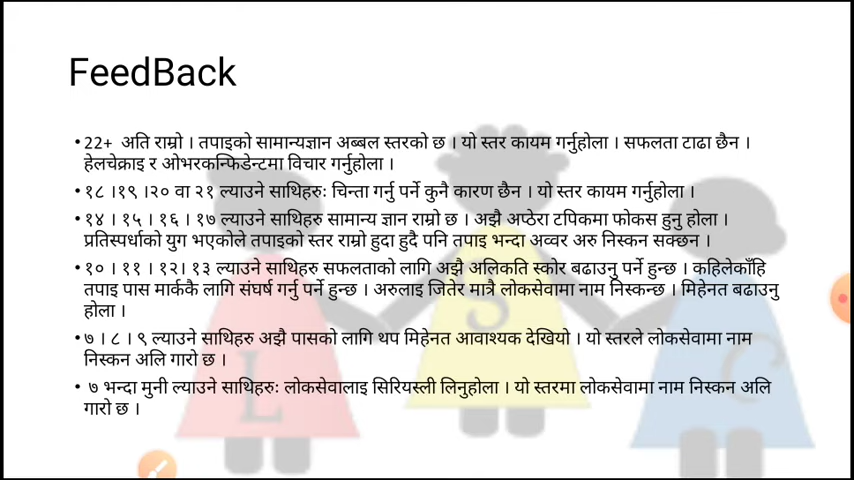 FeedBack
• 22+ अति राम्रो । तपाइको सामान्यज्ञान अब्बल स्तरको छ । यो स्तर कायम गर्नुहोला । सफलता टाढा छैन ।
हेलचेक्राइ र ओभरकन्फिडेन्टमा विचार गर्नुहोला ।
• १८ ।१९ ।२० वा २१ ल्याउने साथिहरुः चिन्ता गर्नु पर्ने कुनै कारण छैन । यो स्तर कायम गर्नुहोला ।
• १४ । १५ । १६ । १७ ल्याउने साथिहरु सामान्य ज्ञान राम्रो छ । अझै अप्ठेरा टपिकमा फोकस हुनु होला ।
प्रतिस्पर्धाको युग भएकोले तपाइको स्तर राम्रो हुदा हुदै पनि तपाइ भन्दा अव्वर अरु निस्कन सक्छन ।
• १० । ११ । १२। १३ ल्याउने साथिहरु सफलताको लागि अझै अलिकति स्कोर बढाउनु पर्ने हुन्छ । कहिलेकाँहि
तपाइ पास मार्ककै लागि संघर्ष गर्नु पर्ने हुन्छ । अरुलाइ जितेर मात्रै लोकसेवामा नाम निस्कन्छ । मिहेनत बढाउनु
होला ।
• ७ । ८ । ९ ल्याउने साथिहरु अझै पासको लागि थप मिहेनत आवाश्यक देखियो । यो स्तरले लोकसेवामा नाम
निस्कन अलि गारो छ ।
• ७ भन्दा मुनी ल्याउने साथिहरुः लोकसेवालाइ सिरियस्ली लिनुहोला । यो स्तरमा लोकसेवामा नाम निस्कन अलि
गारो छ ।
L S C